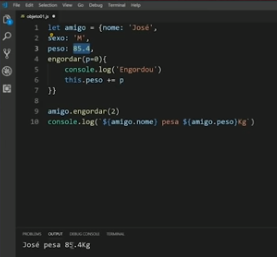 File Edit Selection View Go Debug Terminal Help
objeto01.js
1 let amigo = {nome: 'José',
2 sexo: 'M',
3 peso: 85.4,
4 engordar(p=0){
5 console.log('Engordou')
6 this.peso += p
7 }}
8
9 amigo.engordar(2)
10 console.log(`${amigo.nome} pesa ${amigo.peso}Kg`)
PROBLEMS OUTPUT DEBUG CONSOLE TERMINAL
José pesa 85.4Kg